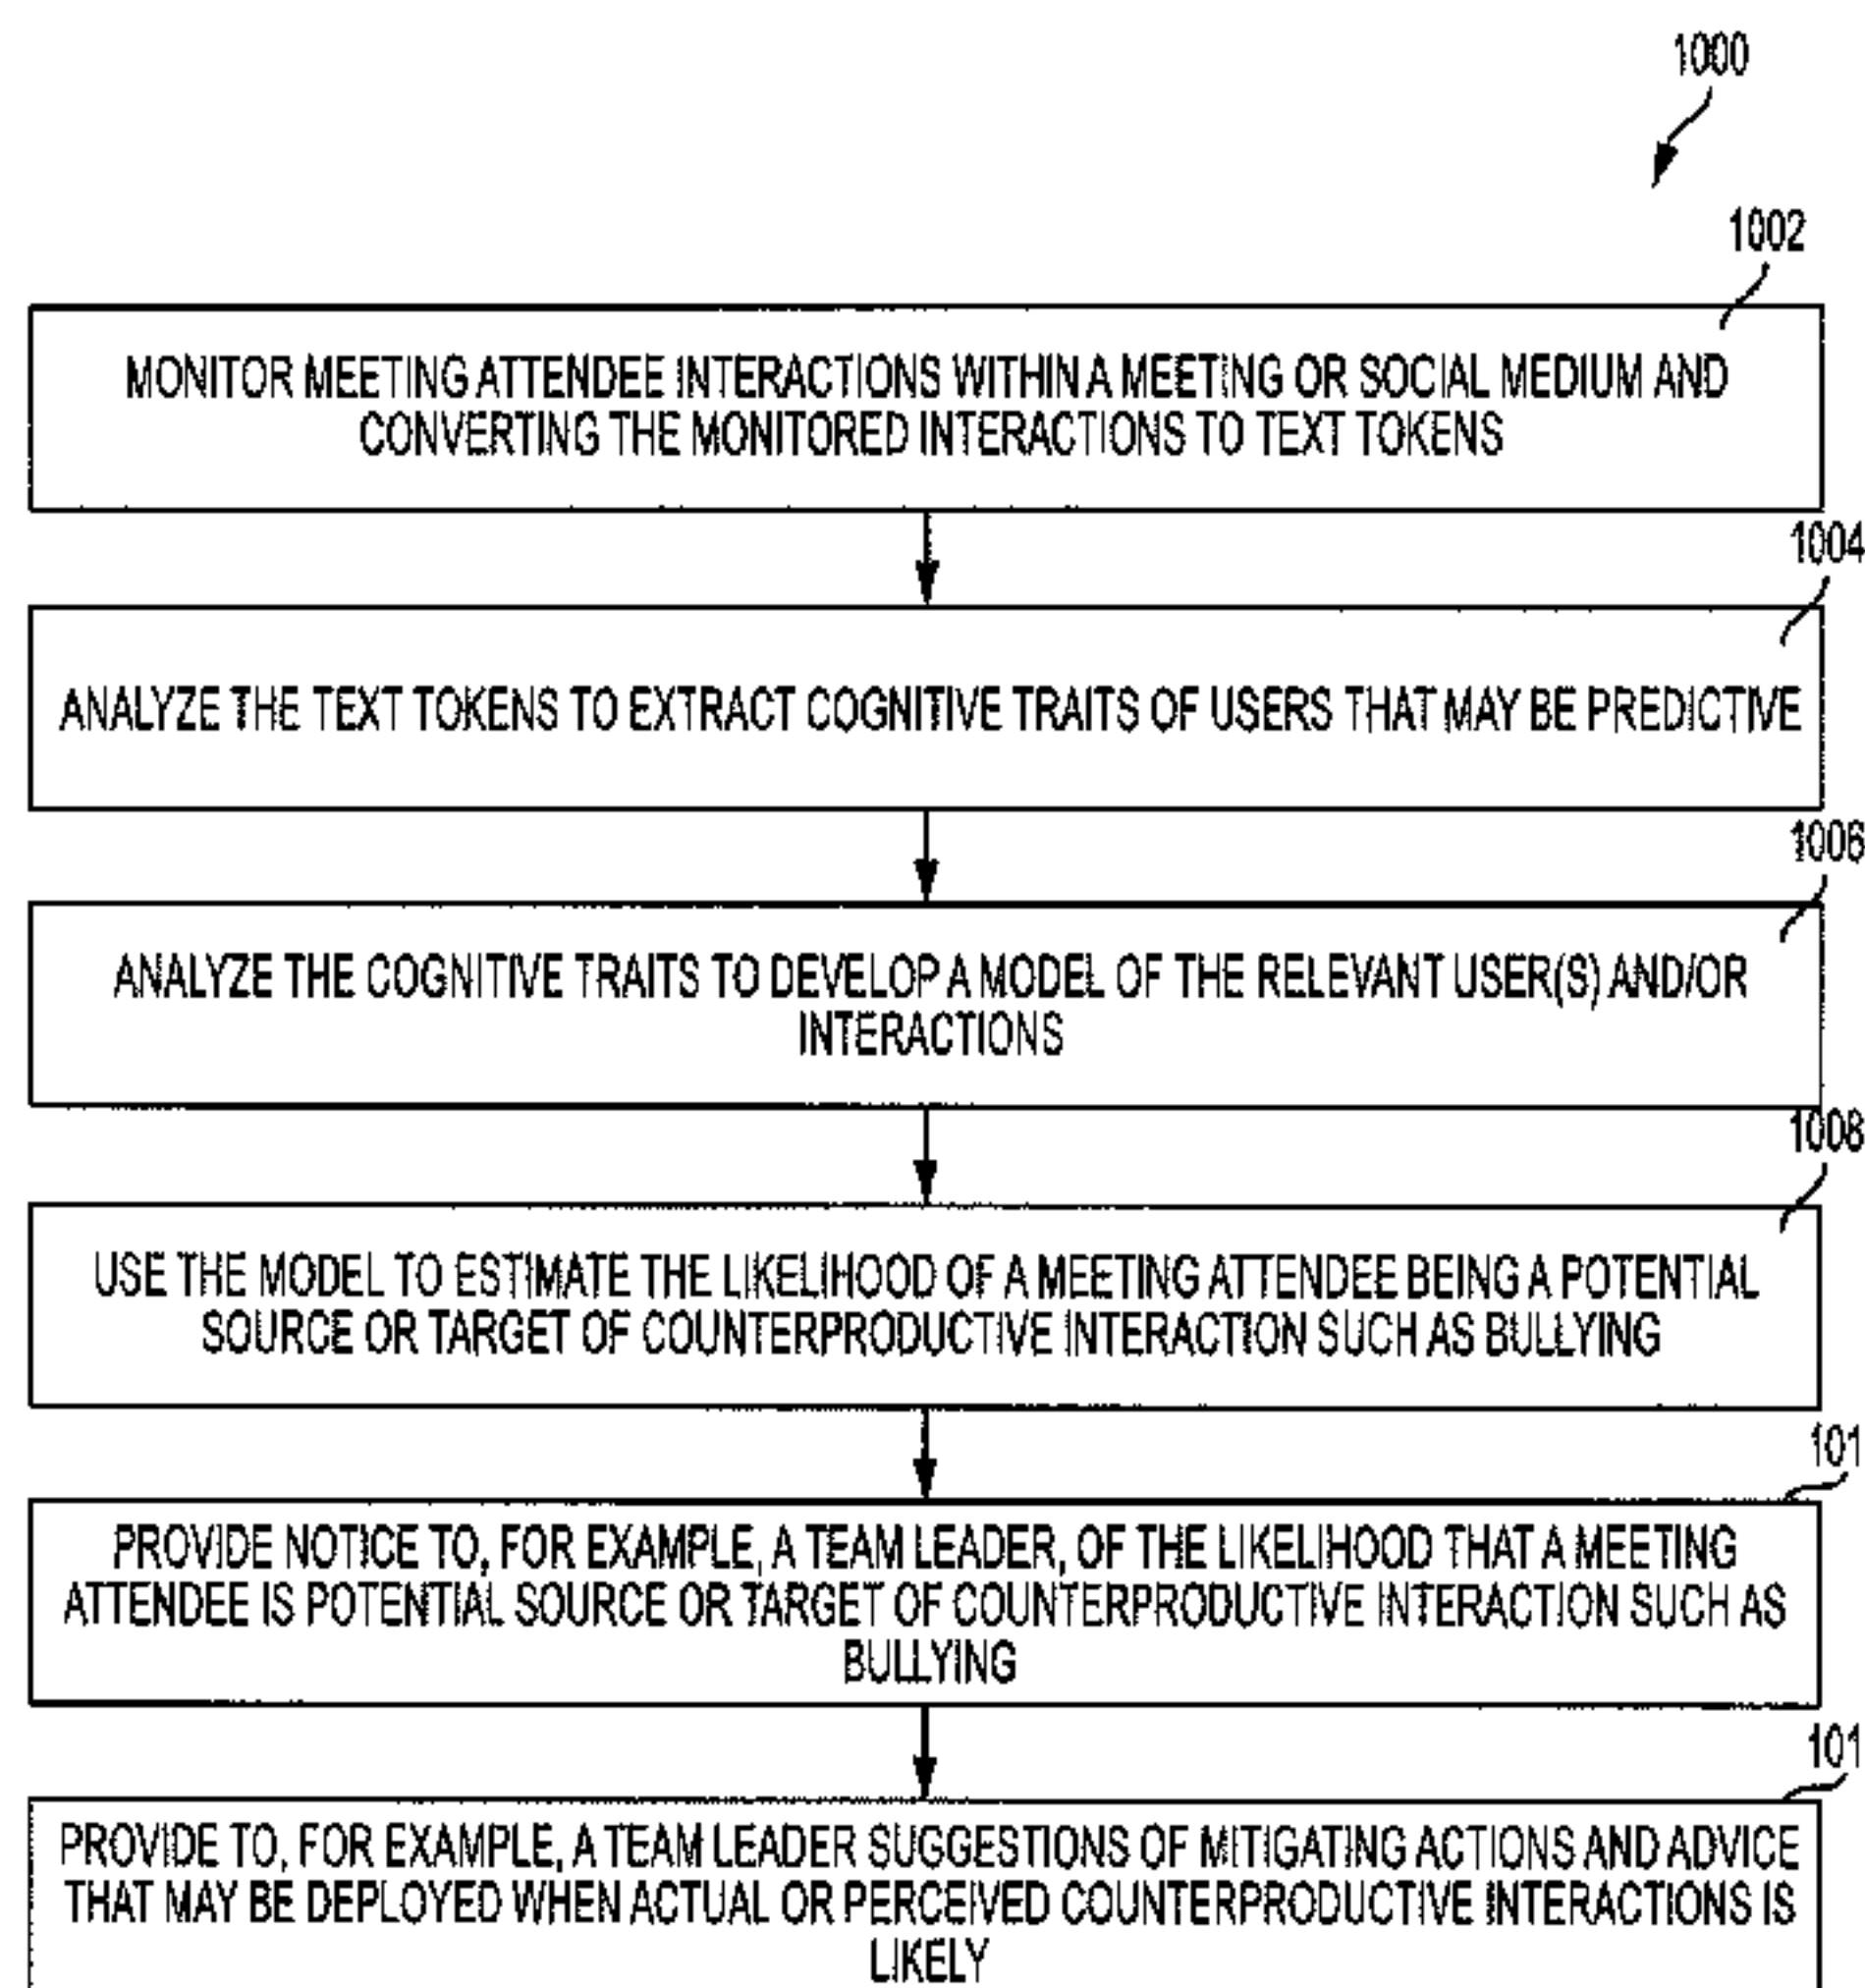 1000
1002
MONITOR MEETING ATTENDEE INTERACTIONS WITHIN A MEETING OR SOCIAL MEDIUM AND
CONVERTING THE MONITORED INTERACTIONS TO TEXT TOKENS
1004
ANALYZE THE TEXT TOKENS TO EXTRACT COGNITIVE TRAITS OF USERS THAT MAY BE PREDICTIVE
1006
ANALYZE THE COGNITIVE TRAITS TO DEVELOP A MODEL OF THE RELEVANT USER(S) AND/OR
INTERACTIONS
1008
USE THE MODEL TO ESTIMATE THE LIKELIHOOD OF A MEETING ATTENDEE BEING A POTENTIAL
SOURCE OR TARGET OF COUNTERPRODUCTIVE INTERACTION SUCH AS BULLYING
101
PROVIDE NOTICE TO, FOR EXAMPLE, A TEAM LEADER, OF THE LIKELIHOOD THAT A MEETING
ATTENDEE IS POTENTIAL SOURCE OR TARGET OF COUNTERPRODUCTIVE INTERACTION SUCH AS
BULLYING
101
PROVIDE TO, FOR EXAMPLE, A TEAM LEADER SUGGESTIONS OF MITIGATING ACTIONS AND ADVICE
THAT MAY BE DEPLOYED WHEN ACTUAL OR PERCEIVED COUNTERPRODUCTIVE INTERACTIONS IS
LIKELY